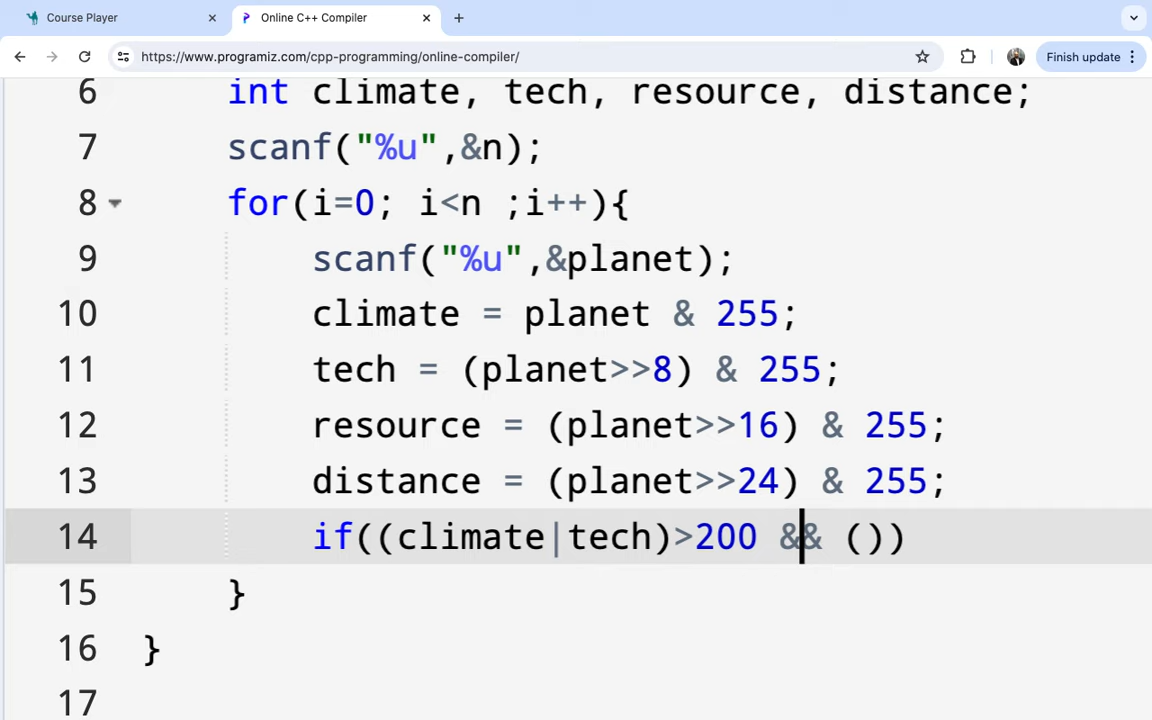 Course Player
Online C++ Compiler
https://www.programiz.com/cpp-programming/online-compiler/
Finish update
6 int climate, tech, resource, distance;
7 scanf("%u",&n);
8 for(i=0; i<n ;i++){
9 scanf("%u",&planet);
10 climate = planet & 255;
11 tech = (planet>>8) & 255;
12 resource = (planet>>16) & 255;
13 distance = (planet>>24) & 255;
14 if((climate|tech)>200 && ())
15 }
16 }
17